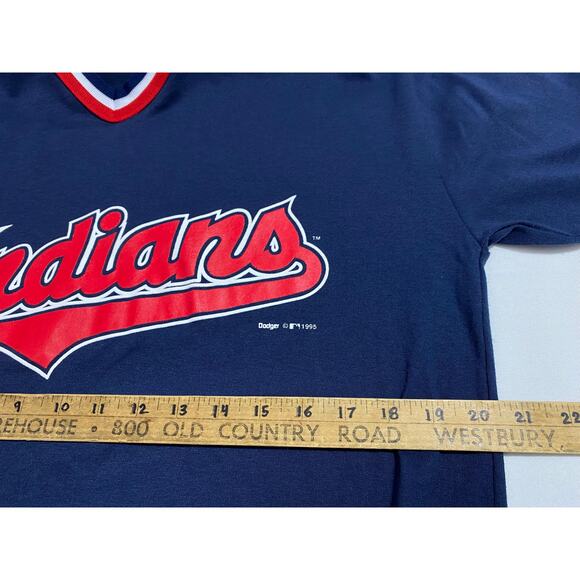 ndians
TM
Dodger © 1995
9 10 11 12 13 14 15 16 17 18 19 20 21 22
REHOUSE • 800 OLD COUNTRY ROAD WESTBURY